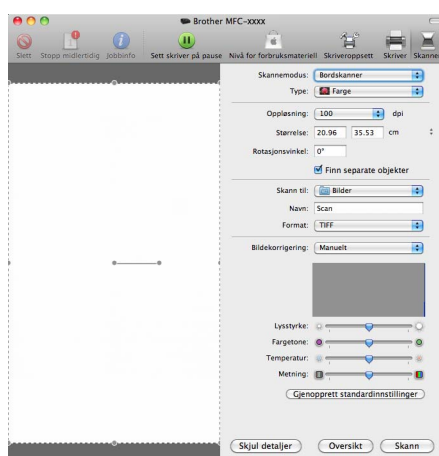 Brother MFC-xxxx
Slett Stopp midlertidig Jobbinfo Sett skriver på pause Nivå for forbruksmateriell Skriveroppsett Skriver Skanne
Skannemodus: Bordskanner
Type: Farge
Oppløsning: 100 dpi
Størrelse: 20.96 35.53 cm
Rotasjonsvinkel: 0°
Finn separate objekter
Skann til: Bilder
Navn: Scan
Format: TIFF
Bildekorrigering: Manuelt
Lysstyrke:
Fargetone:
Temperatur:
Metning:
Gjenopprett standardinnstillinger
Skjul detaljer Oversikt Skann